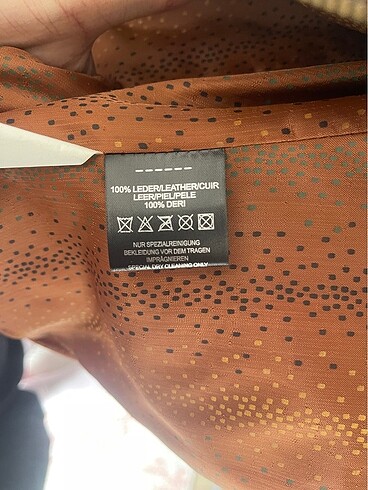 100% LEDER/LEATHER/CUIR
LEER/PIEL/PELE
100% DERI
NUR SPEZIALREINIGUNG
BEKLEIDUNG VOR DEM TRAGEN
IMPRÄGNIEREN
SPECIAL DRY CLEANING ONLY